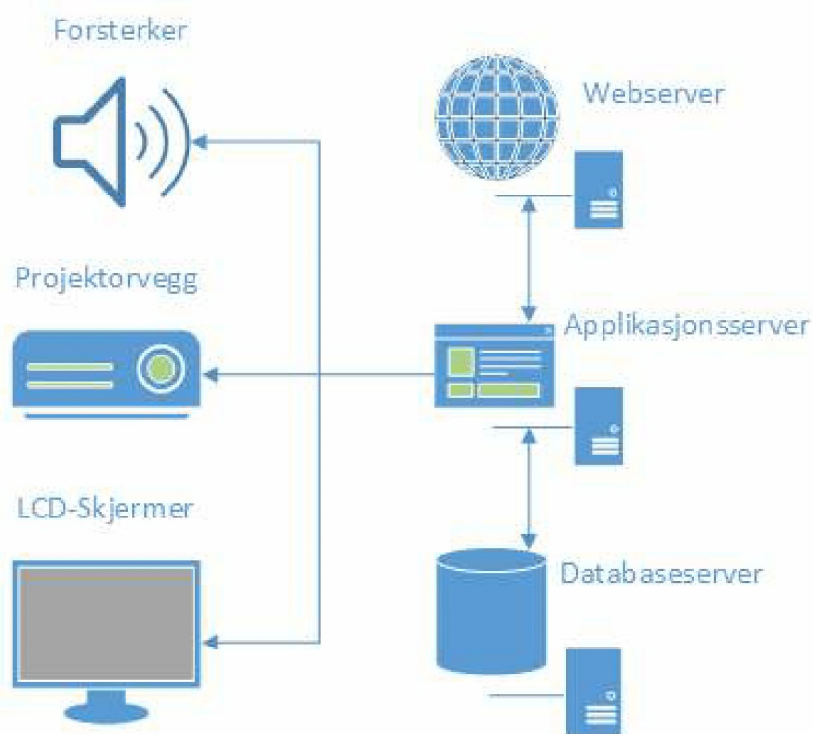 Forsterker
Webserver
Projektorvegg
Applikasjonsserver
LCD-Skjermer
Databaseserver